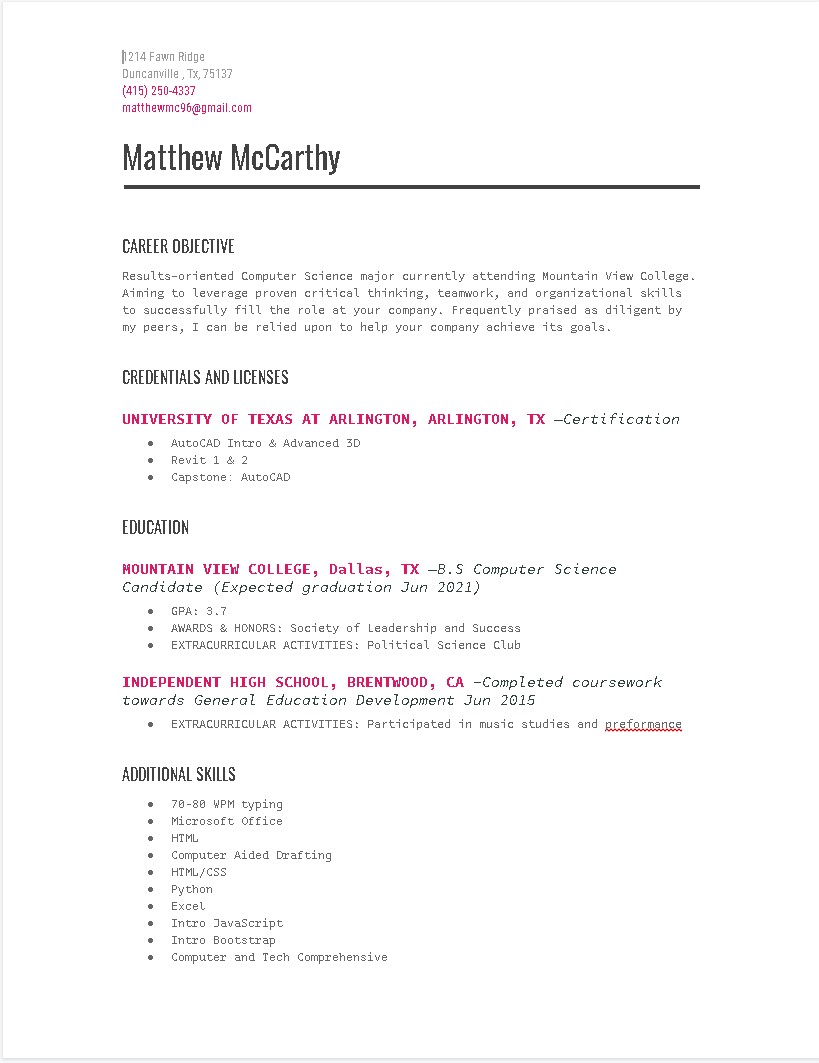 1214 Fawn Ridge
Duncanville , Tx, 75137
(415) 250-4337
matthewmc96@gmail.com
Matthew McCarthy
CAREER OBJECTIVE
Results-oriented Computer Science major currently attending Mountain View College.
Aiming to leverage proven critical thinking, teamwork, and organizational skills
to successfully fill the role at your company. Frequently praised as diligent by
my peers, I can be relied upon to help your company achieve its goals.
CREDENTIALS AND LICENSES
UNIVERSITY OF TEXAS AT ARLINGTON, ARLINGTON, TX —Certification
● AutoCAD Intro & Advanced 3D
● Revit 1 & 2
● Capstone: AutoCAD
EDUCATION
MOUNTAIN VIEW COLLEGE, Dallas, TX —B.S Computer Science
Candidate (Expected graduation Jun 2021)
● GPA: 3.7
● AWARDS & HONORS: Society of Leadership and Success
● EXTRACURRICULAR ACTIVITIES: Political Science Club
INDEPENDENT HIGH SCHOOL, BRENTWOOD, CA -Completed coursework
towards General Education Development Jun 2015
● EXTRACURRICULAR ACTIVITIES: Participated in music studies and preformance
ADDITIONAL SKILLS
● 70-80 WPM typing
● Microsoft Office
● HTML
● Computer Aided Drafting
● HTML/CSS
● Python
● Excel
● Intro JavaScript
● Intro Bootstrap
● Computer and Tech Comprehensive